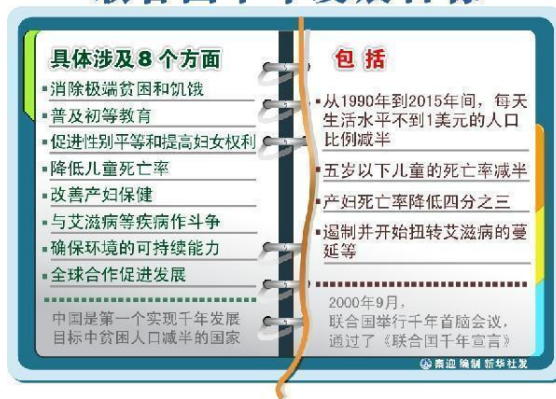 联合国千年发展目标
具体涉及8个方面
▪消除极端贫困和饥饿
▪普及初等教育
▪促进性别平等和提高妇女权利
▪降低儿童死亡率
▪改善产妇保健
▪与艾滋病等疾病作斗争
▪确保环境的可持续能力
▪全球合作促进发展
中国是第一个实现千年发展
目标中贫困人口减半的国家
包括
▪从1990年到2015年间，每天
生活水平不到1美元的人口
比例减半
▪五岁以下儿童的死亡率减半
▪产妇死亡率降低四分之三
▪遏制并开始扭转艾滋病的蔓
延等
2000年9月，
联合国举行千年首脑会议，
通过了《联合国千年宣言》
秦迎 编制 新华社发